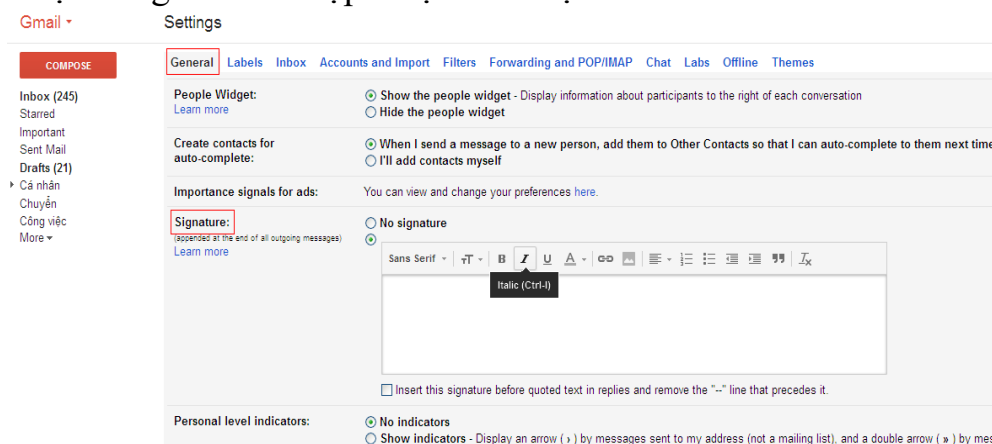 Gmail
Settings
COMPOSE
General Labels Inbox Accounts and Import Filters Forwarding and POP/IMAP Chat Labs Offline Themes
Inbox (245)
Starred
Important
Sent Mail
Drafts (21)
Cá nhân
Chuyển
Công việc
More
People Widget:
Learn more
Show the people widget - Display information about participants to the right of each conversation
Hide the people widget
Create contacts for
auto-complete:
When I send a message to a new person, add them to Other Contacts so that I can auto-complete to them next time
I'll add contacts myself
Importance signals for ads:
You can view and change your preferences here.
Signature:
(appended at the end of all outgoing messages)
Learn more
No signature
Sans Serif
Italic (Ctrl-I)
Insert this signature before quoted text in replies and remove the "--" line that precedes it.
Personal level indicators:
No indicators
Show indicators - Display an arrow ( › ) by messages sent to my address (not a mailing list), and a double arrow ( » ) by